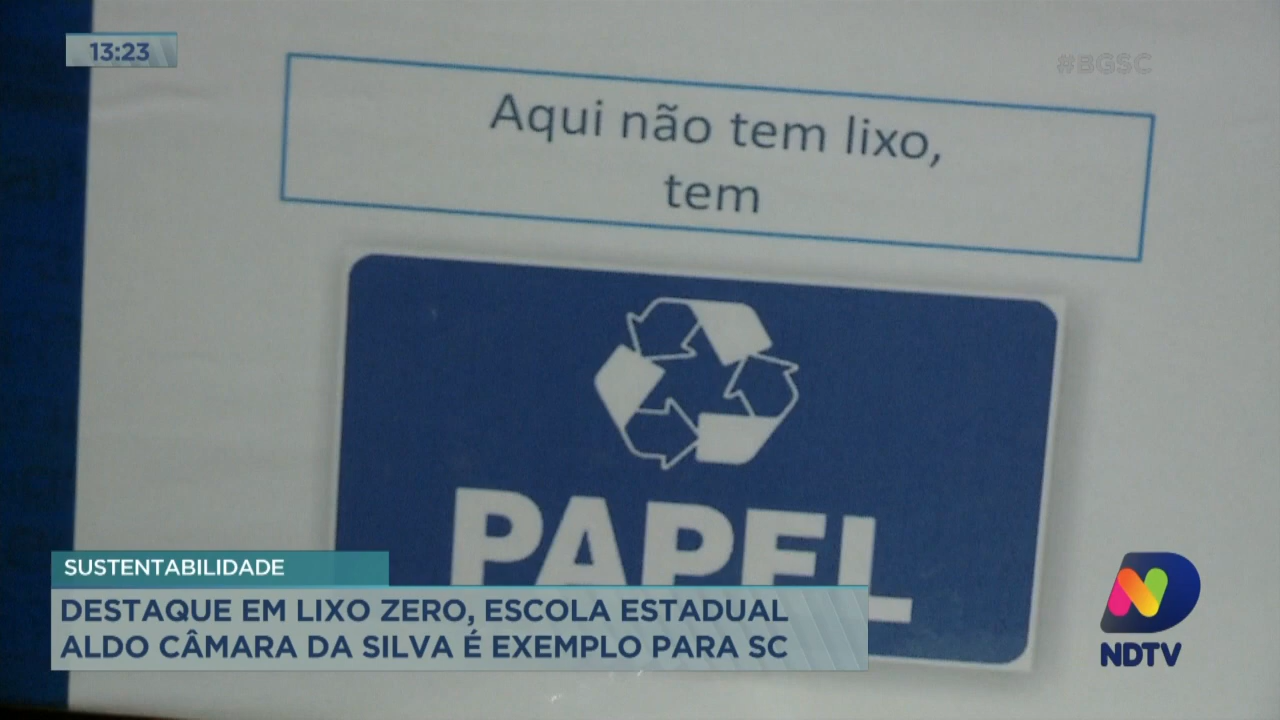 13:23
#BGSC
Aqui não tem lixo,
tem
PAPEL
SUSTENTABILIDADE
DESTAQUE EM LIXO ZERO, ESCOLA ESTADUAL
ALDO CÂMARA DA SILVA É EXEMPLO PARA SC
NDTV